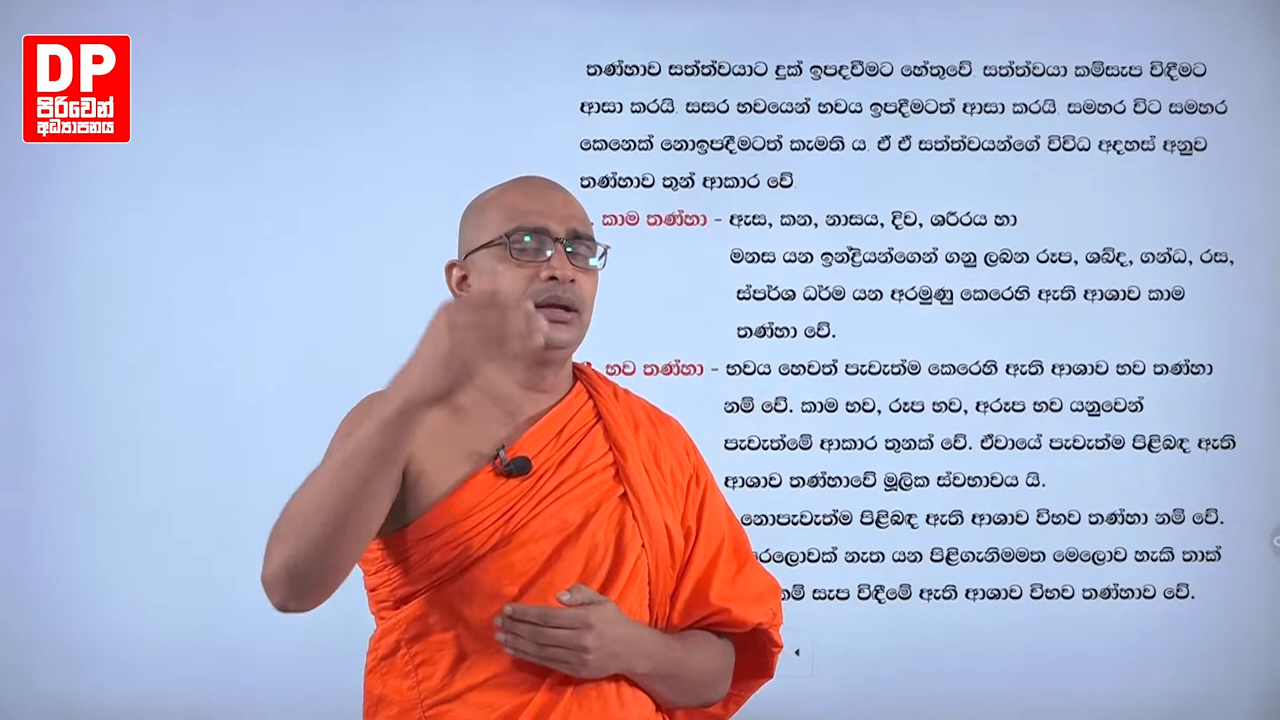 DP
පිරිවෙන්
අධ්‍යාපනය
තණ්හාව සත්ත්වයාට දුක් ඉපදවීමට හේතුවේ. සත්ත්වයා කම්සැප විඳීමට
ආසා කරයි. සසර භවයෙන් භවය ඉපදීමටත් ආසා කරයි. සමහර විට සමහර
කෙනෙක් නොඉපදීමටත් කැමති ය. ඒ ඒ සත්ත්වයන්ගේ විවිධ අදහස් අනුව
තණ්හාව තුන් ආකාර වේ.
කාම තණ්හා - ඇස, කන, නාසය, දිව, ශරීරය හා
මනස යන ඉන්ද්‍රියන්ගෙන් ගනු ලබන රූප, ශබ්ද, ගන්ධ, රස,
ස්පර්ශ ධර්ම යන අරමුණු කෙරෙහි ඇති ආශාව කාම
තණ්හා වේ.
භව තණ්හා - භවය හෙවත් පැවැත්ම කෙරෙහි ඇති ආශාව භව තණ්හා
නම් වේ. කාම භව, රූප භව, අරූප භව යනුවෙන්
පැවැත්මේ ආකාර තුනක් වේ. ඒවායේ පැවැත්ම පිළිබඳ ඇති
ආශාව තණ්හාවේ මූලික ස්වභාවය යි.
නොපැවැත්ම පිළිබඳ ඇති ආශාව විභව තණ්හා නම් වේ.
නැත යන පිළිගැනිමමත මෙලොව හැකි තාක්
සැප විඳීමේ ඇති ආශාව විභව තණ්හාව වේ.